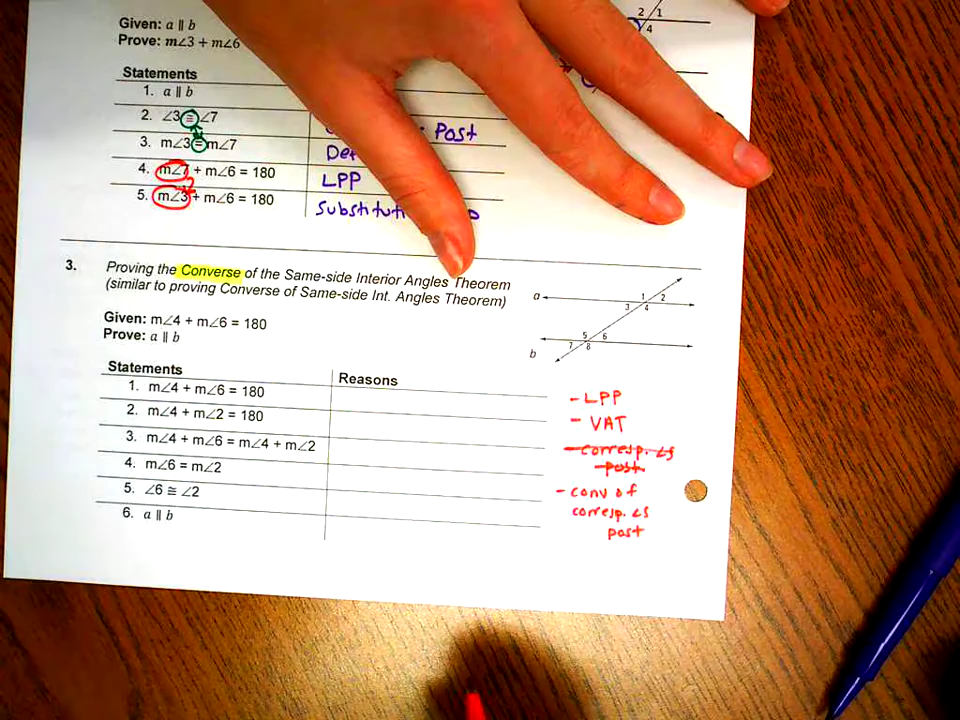 Given: a ∥ b
Prove: m∠3 + m∠6
2 1
4
Statements
1. a ∥ b
2. ∠3 ≅ ∠7
Post
3. m∠3 = m∠7
4. m∠7 + m∠6 = 180
LPP
5. m∠3 + m∠6 = 180
3. Proving the Converse of the Same-side Interior Angles Theorem
(similar to proving Converse of Same-side Int. Angles Theorem)
Given: m∠4 + m∠6 = 180
Prove: a ∥ b
a 1 2
3 4
5 6
b 7 8
Statements Reasons
1. m∠4 + m∠6 = 180
2. m∠4 + m∠2 = 180
3. m∠4 + m∠6 = m∠4 + m∠2
4. m∠6 = m∠2
5. ∠6 ≅ ∠2
6. a ∥ b
- LPP
- VAT
- corresp. ∠s
post.
- conv of
corresp. ∠s
post